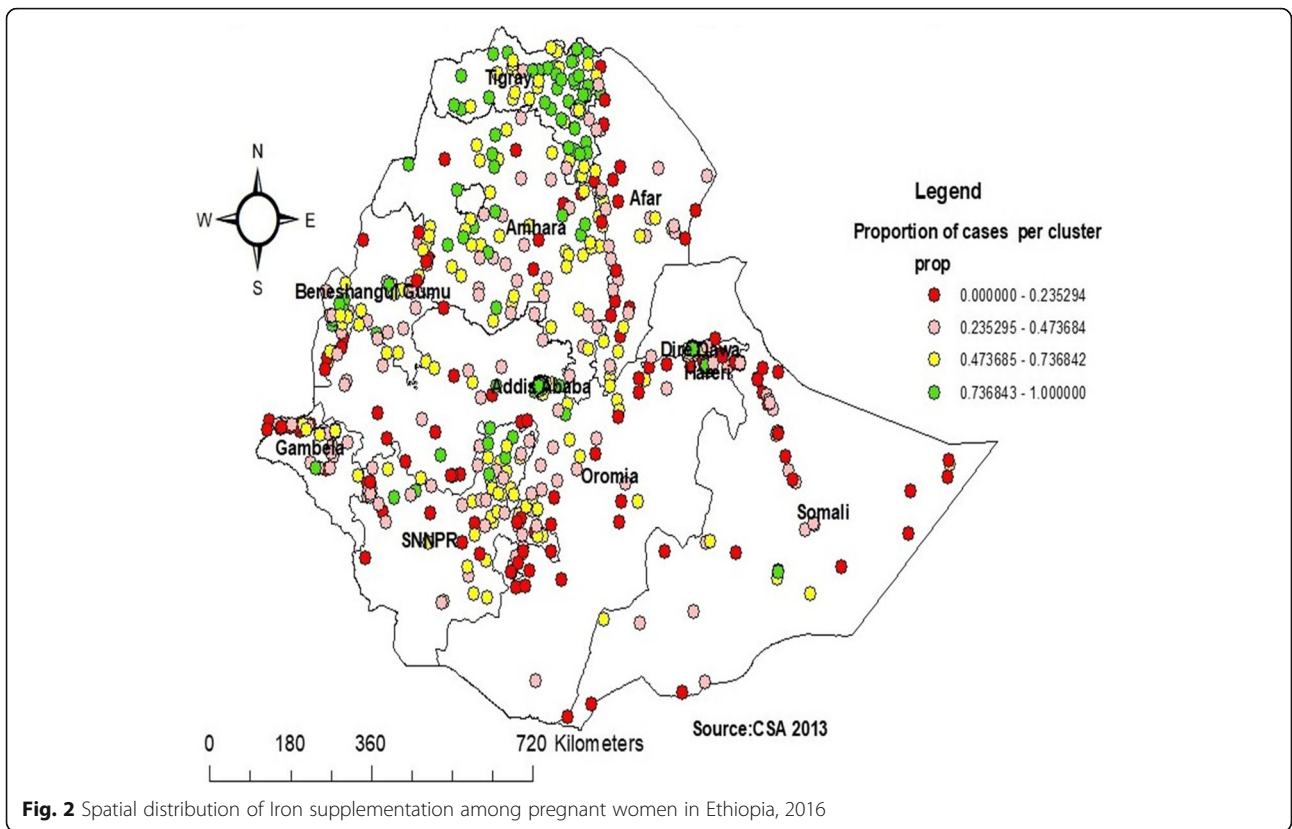 Tigray
N
W
E
S
Afar
Amhara
Legend
Proportion of cases per cluster
prop
0.000000 - 0.235294
0.235295 - 0.473684
0.473685 - 0.736842
0.736843 - 1.000000
Beneshangul Gumu
Dire Dawa
Hareri
Addis Ababa
Gambela
Oromia
Somali
SNNPR
Source:CSA 2013
0 180 360 720 Kilometers
Fig. 2 Spatial distribution of Iron supplementation among pregnant women in Ethiopia, 2016